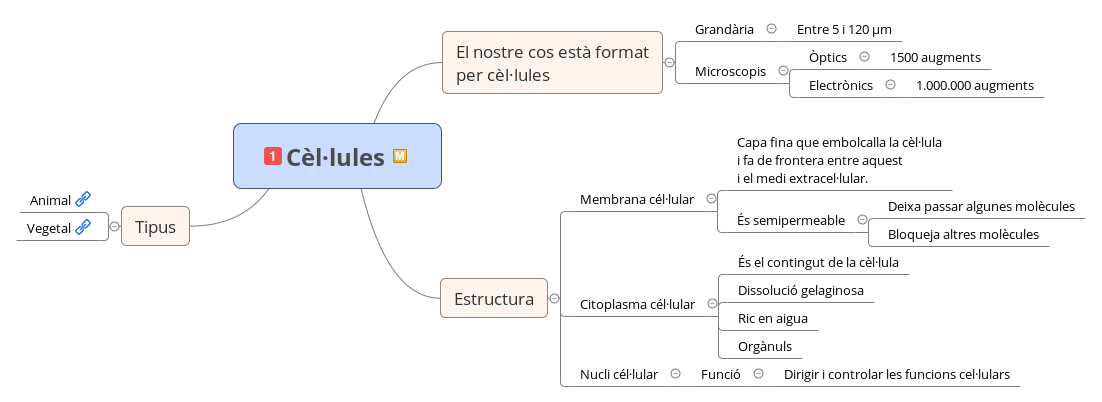 1 Cèl·lules M
El nostre cos està format
per cèl·lules
Grandària
Entre 5 i 120 µm
Microscopis
Òptics
1500 augments
Electrònics
1.000.000 augments
Tipus
Animal
Vegetal
Estructura
Membrana cél·lular
Capa fina que embolcalla la cèl·lula
i fa de frontera entre aquest
i el medi extracel·lular.
És semipermeable
Deixa passar algunes molècules
Bloqueja altres molècules
Citoplasma cél·lular
És el contingut de la cèl·lula
Dissolució gelaginosa
Ric en aigua
Orgànuls
Nucli cél·lular
Funció
Dirigir i controlar les funcions cel·lulars